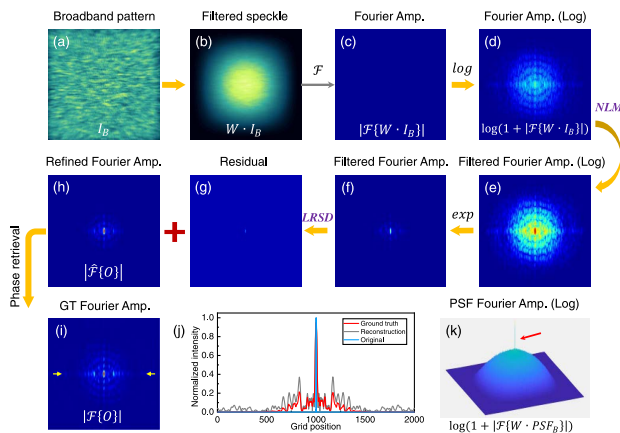 Broadband pattern
Filtered speckle
Fourier Amp.
Fourier Amp. (Log)
(a)
(b)
(c)
(d)
ℱ
log
I_B
W · I_B
|ℱ{W · I_B}|
log(1 + |ℱ{W · I_B}|)
NLM
Refined Fourier Amp.
Residual
Filtered Fourier Amp.
Filtered Fourier Amp. (Log)
(h)
(g)
(f)
(e)
LRSD
exp
|ℱ̂{O}|
Phase retrieval
GT Fourier Amp.
PSF Fourier Amp. (Log)
(i)
(j)
(k)
|ℱ{O}|
Normalized intensity
1.0
0.8
0.6
0.4
0.2
0.0
Ground truth
Reconstruction
Original
0
500
1000
1500
2000
Grid position
log(1 + |ℱ{W · PSF_B}|)